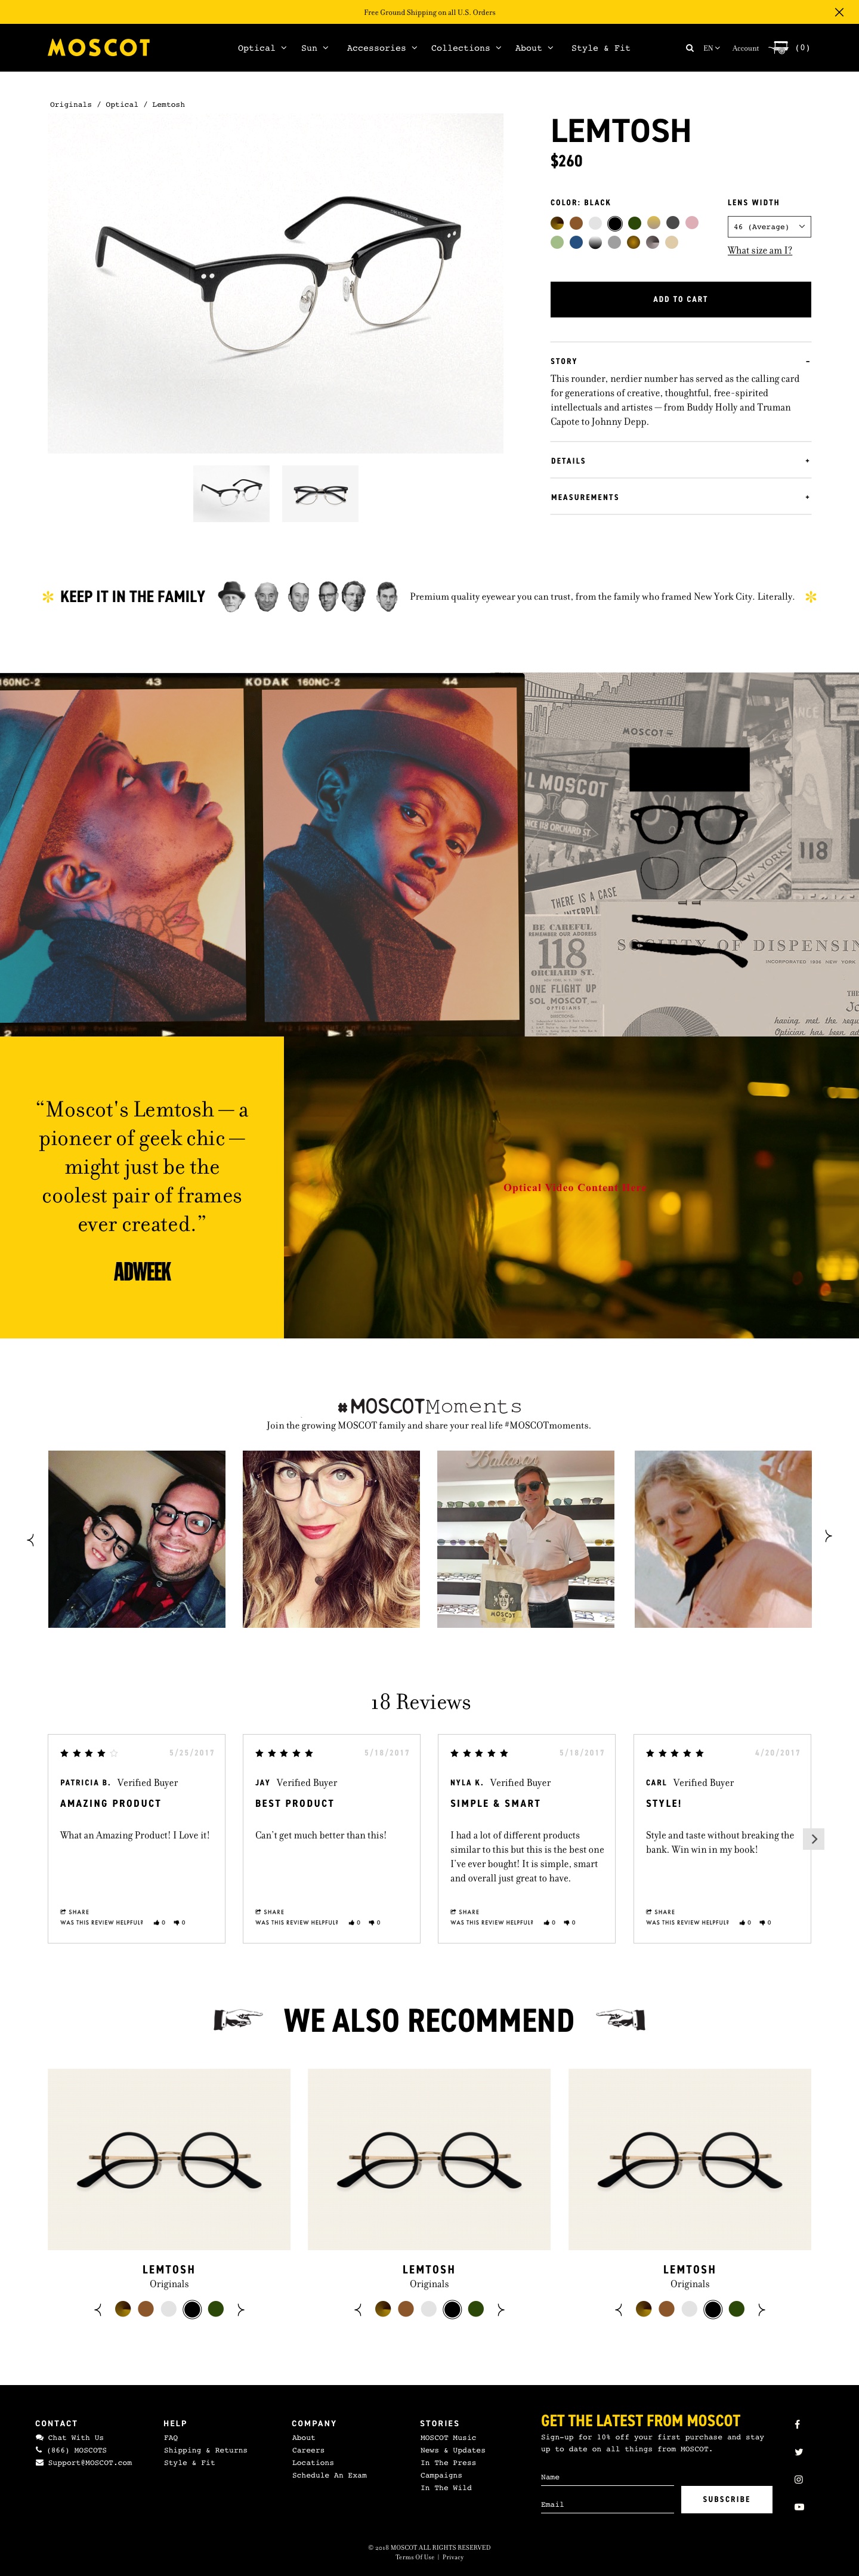 Free Ground Shipping on all U.S. Orders
MOSCOT
Optical Sun Accessories Collections About Style & Fit EN Account (0)
Originals / Optical / Lemtosh
LEMTOSH
$260
COLOR: BLACK
LENS WIDTH
46 (Average)
What size am I?
ADD TO CART
STORY -
This rounder, nerdier number has served as the calling card
for generations of creative, thoughtful, free-spirited
intellectuals and artistes — from Buddy Holly and Truman
Capote to Johnny Depp.
DETAILS +
MEASUREMENTS +
KEEP IT IN THE FAMILY
Premium quality eyewear you can trust, from the family who framed New York City. Literally.
160NC-2 43 KODAK 160NC-2 44
2 3
MOSCOT
L MOSCOT
118 ORCHARD ST.
NEW YORK
118
THERE IS A CASE
BE CAREFUL
REMEMBER OUR ADDRESS
118
ORCHARD ST.
ONE FLIGHT UP
SOL MOSCOT
OPTICIANS
SOCIETY OF DISPENSIN
INCORPORATED 1936 NEW YORK
THI
Jo
having met the requ
Optician has been ad
“Moscot's Lemtosh — a
pioneer of geek chic —
might just be the
coolest pair of frames
ever created.”
ADWEEK
Optical Video Content Here
#MOSCOTMoments
Join the growing MOSCOT family and share your real life #MOSCOTmoments.
MOSCOT
18 Reviews
5/25/2017
PATRICIA B. Verified Buyer
AMAZING PRODUCT
What an Amazing Product! I Love it!
SHARE
WAS THIS REVIEW HELPFUL? 0 0
5/18/2017
JAY Verified Buyer
BEST PRODUCT
Can’t get much better than this!
SHARE
WAS THIS REVIEW HELPFUL? 0 0
5/18/2017
NYLA K. Verified Buyer
SIMPLE & SMART
I had a lot of different products
similar to this but this is the best one
I’ve ever bought! It is simple, smart
and overall just great to have.
SHARE
WAS THIS REVIEW HELPFUL? 0 0
4/20/2017
CARL Verified Buyer
STYLE!
Style and taste without breaking the
bank. Win win in my book!
SHARE
WAS THIS REVIEW HELPFUL? 0 0
WE ALSO RECOMMEND
LEMTOSH
Originals
LEMTOSH
Originals
LEMTOSH
Originals
CONTACT
Chat With Us
(866) MOSCOTS
Support@MOSCOT.com
HELP
FAQ
Shipping & Returns
Style & Fit
COMPANY
About
Careers
Locations
Schedule An Exam
STORIES
MOSCOT Music
News & Updates
In The Press
Campaigns
In The Wild
GET THE LATEST FROM MOSCOT
Sign-up for 10% off your first purchase and stay
up to date on all things from MOSCOT.
Name
Email
SUBSCRIBE
© 2018 MOSCOT ALL RIGHTS RESERVED
Terms Of Use | Privacy